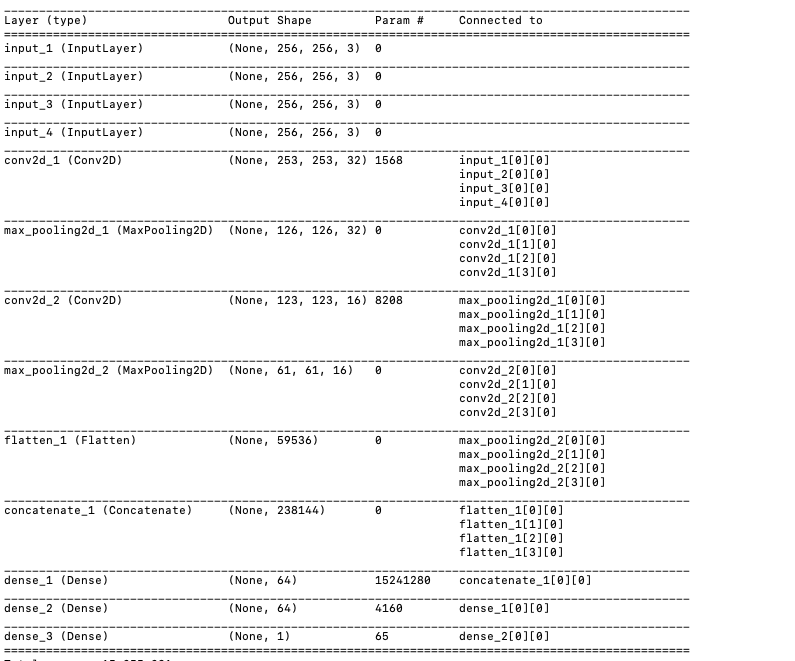 Layer (type) Output Shape Param # Connected to
input_1 (InputLayer) (None, 256, 256, 3) 0
input_2 (InputLayer) (None, 256, 256, 3) 0
input_3 (InputLayer) (None, 256, 256, 3) 0
input_4 (InputLayer) (None, 256, 256, 3) 0
conv2d_1 (Conv2D) (None, 253, 253, 32) 1568 input_1[0][0]
input_2[0][0]
input_3[0][0]
input_4[0][0]
max_pooling2d_1 (MaxPooling2D) (None, 126, 126, 32) 0 conv2d_1[0][0]
conv2d_1[1][0]
conv2d_1[2][0]
conv2d_1[3][0]
conv2d_2 (Conv2D) (None, 123, 123, 16) 8208 max_pooling2d_1[0][0]
max_pooling2d_1[1][0]
max_pooling2d_1[2][0]
max_pooling2d_1[3][0]
max_pooling2d_2 (MaxPooling2D) (None, 61, 61, 16) 0 conv2d_2[0][0]
conv2d_2[1][0]
conv2d_2[2][0]
conv2d_2[3][0]
flatten_1 (Flatten) (None, 59536) 0 max_pooling2d_2[0][0]
max_pooling2d_2[1][0]
max_pooling2d_2[2][0]
max_pooling2d_2[3][0]
concatenate_1 (Concatenate) (None, 238144) 0 flatten_1[0][0]
flatten_1[1][0]
flatten_1[2][0]
flatten_1[3][0]
dense_1 (Dense) (None, 64) 15241280 concatenate_1[0][0]
dense_2 (Dense) (None, 64) 4160 dense_1[0][0]
dense_3 (Dense) (None, 1) 65 dense_2[0][0]